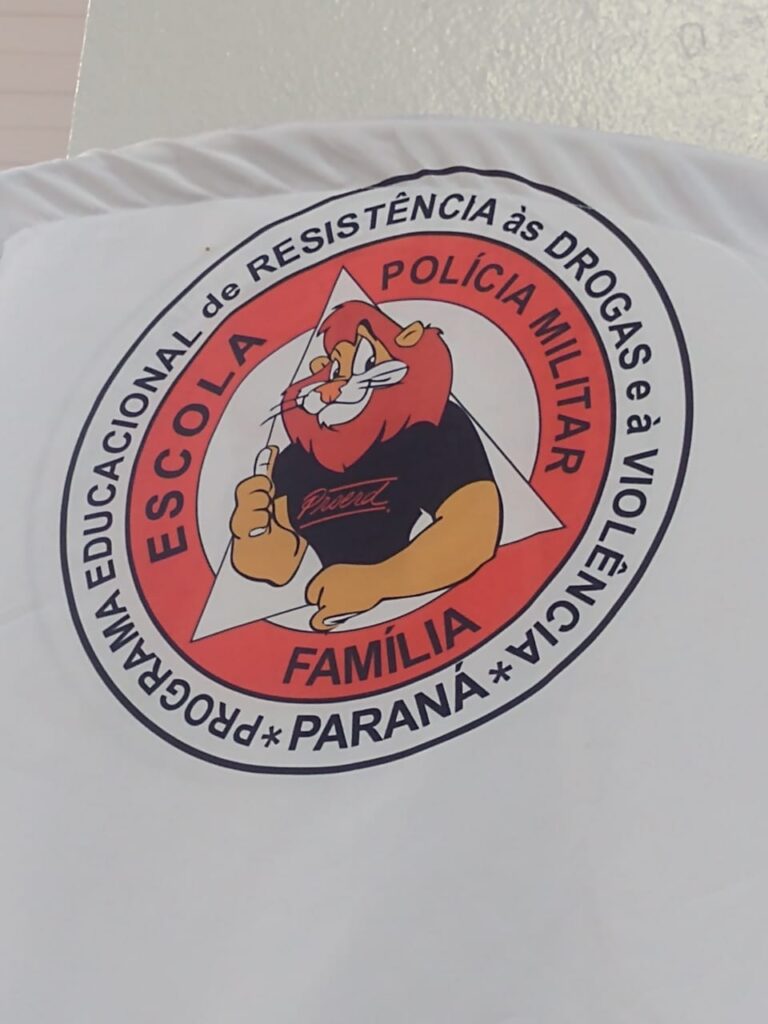 PROGRAMA EDUCACIONAL de RESISTÊNCIA às DROGAS e à VIOLÊNCIA
* PARANÁ *
ESCOLA
POLÍCIA MILITAR
FAMÍLIA
Proerd